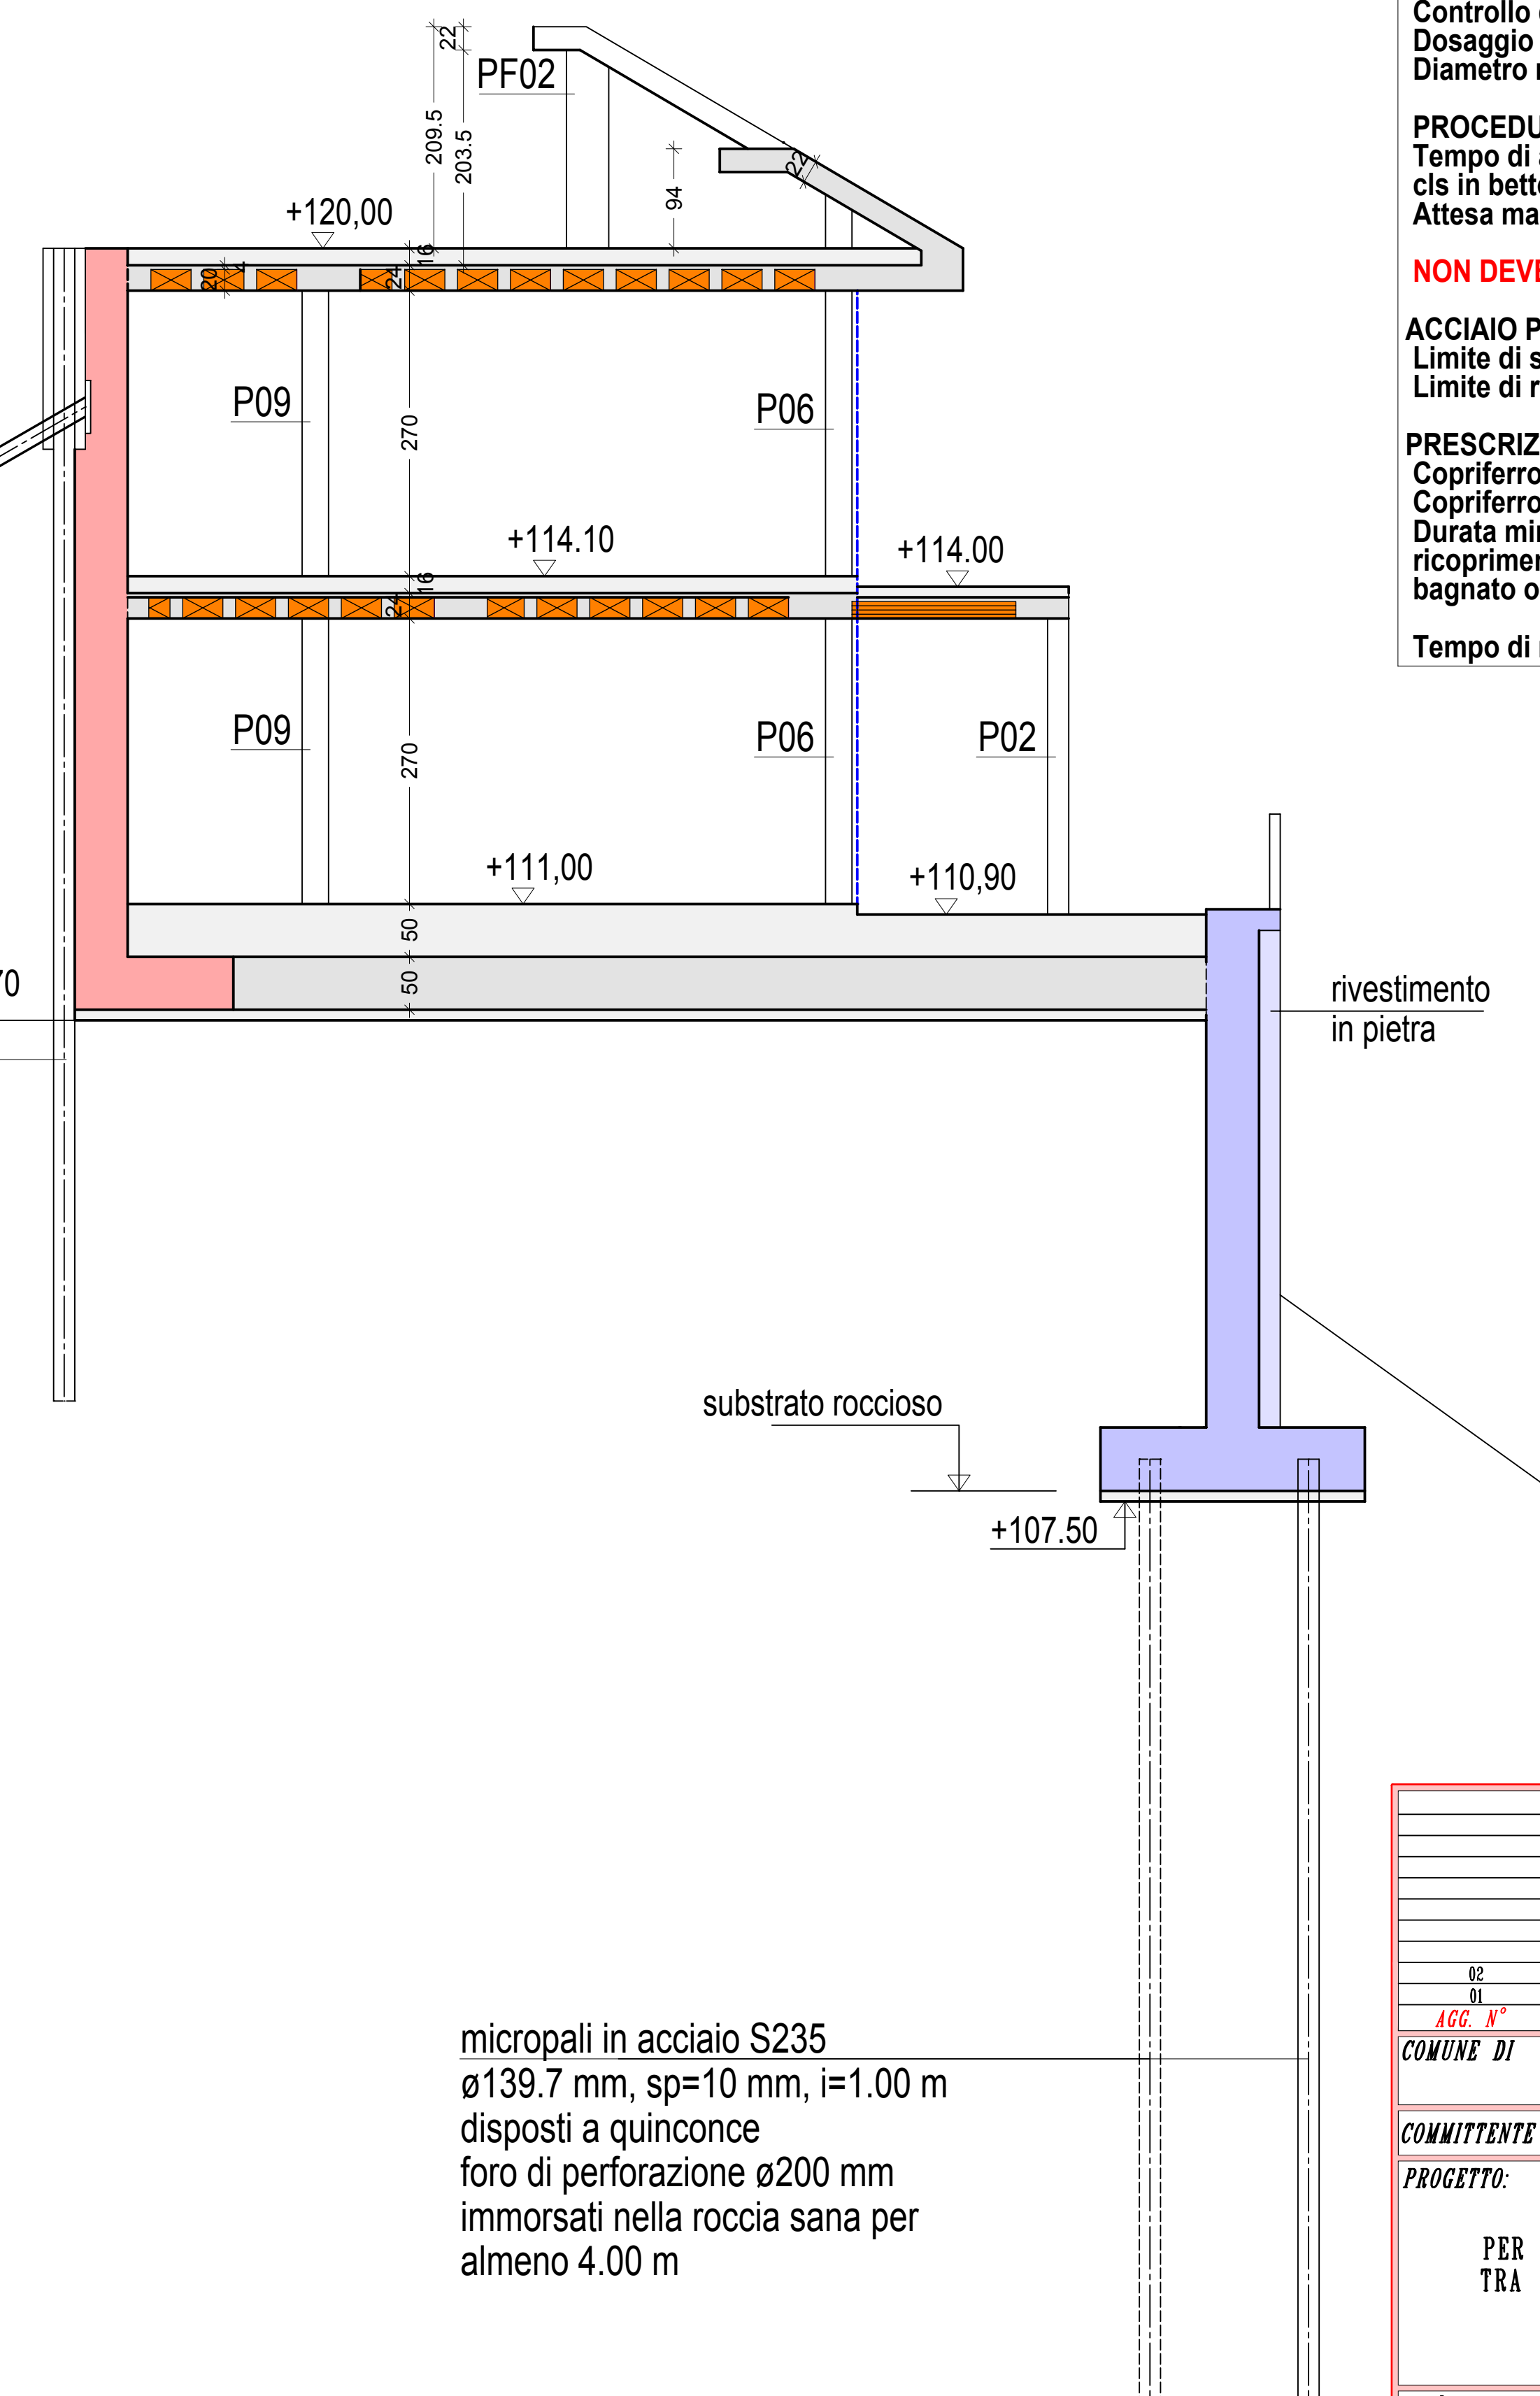 22
209.5
203.5
PF02
94
22
+120,00
16
20
4
24
P09
270
P06
+114.10
+114.00
16
24
P09
270
P06
P02
+111,00
+110,90
50
50
70
rivestimento
in pietra
substrato roccioso
+107.50
micropali in acciaio S235
ø139.7 mm, sp=10 mm, i=1.00 m
disposti a quinconce
foro di perforazione ø200 mm
immorsati nella roccia sana per
almeno 4.00 m
Controllo
Dosaggio
Diametro
PROCEDU
Tempo di
cls in bett
Attesa ma
NON DEVE
ACCIAIO P
Limite di s
Limite di r
PRESCRIZ
Copriferro
Copriferro
Durata mi
ricoprime
bagnato o
Tempo di
02
01
AGG. N°
COMUNE DI
COMMITTENTE
PROGETTO:
PER
TRA